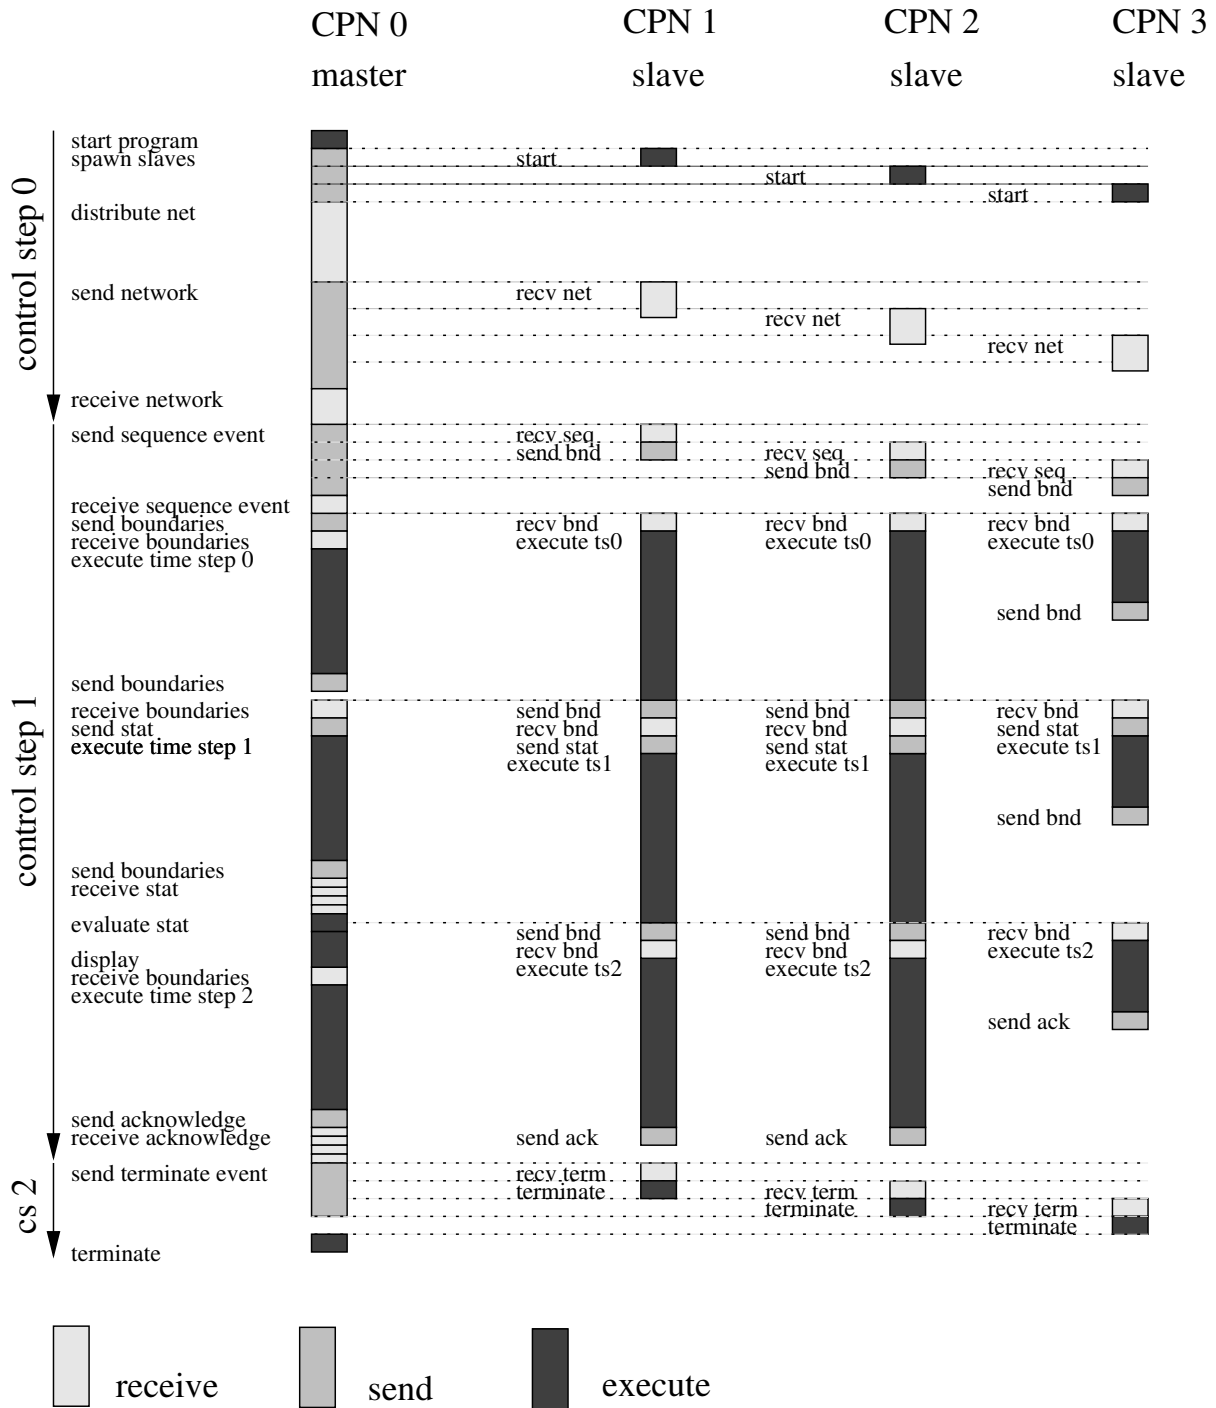 CPN 0 CPN 1 CPN 2 CPN 3
master slave slave slave
control step 0
start program
spawn slaves start
start
start
distribute net
send network recv net
recv net
recv net
receive network
control step 1
send sequence event recv seq
send bnd recv seq
send bnd recv seq
send bnd
receive sequence event
send boundaries recv bnd recv bnd recv bnd
receive boundaries execute ts0 execute ts0 execute ts0
execute time step 0
send bnd
send boundaries
receive boundaries send bnd send bnd recv bnd
send stat recv bnd recv bnd send stat
execute time step 1 send stat send stat execute ts1
execute ts1 execute ts1
send bnd
send boundaries
receive stat
evaluate stat
send bnd send bnd recv bnd
display recv bnd recv bnd execute ts2
receive boundaries execute ts2 execute ts2
execute time step 2
send ack
send acknowledge
receive acknowledge send ack send ack
cs 2
send terminate event recv term
terminate recv term
terminate recv term
terminate
terminate
receive send execute